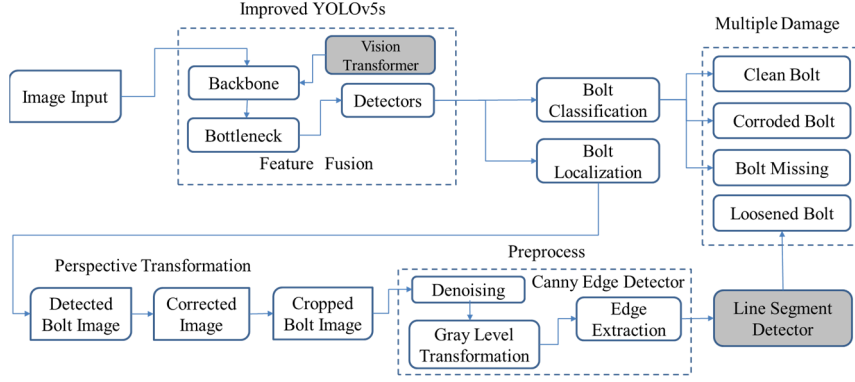 Improved YOLOv5s
Multiple Damage
Image Input
Backbone
Vision
Transformer
Bottleneck
Detectors
Feature Fusion
Bolt
Classification
Bolt
Localization
Clean Bolt
Corroded Bolt
Bolt Missing
Loosened Bolt
Perspective Transformation
Detected
Bolt Image
Corrected
Image
Cropped
Bolt Image
Preprocess
Denoising
Canny Edge Detector
Gray Level
Transformation
Edge
Extraction
Line Segment
Detector